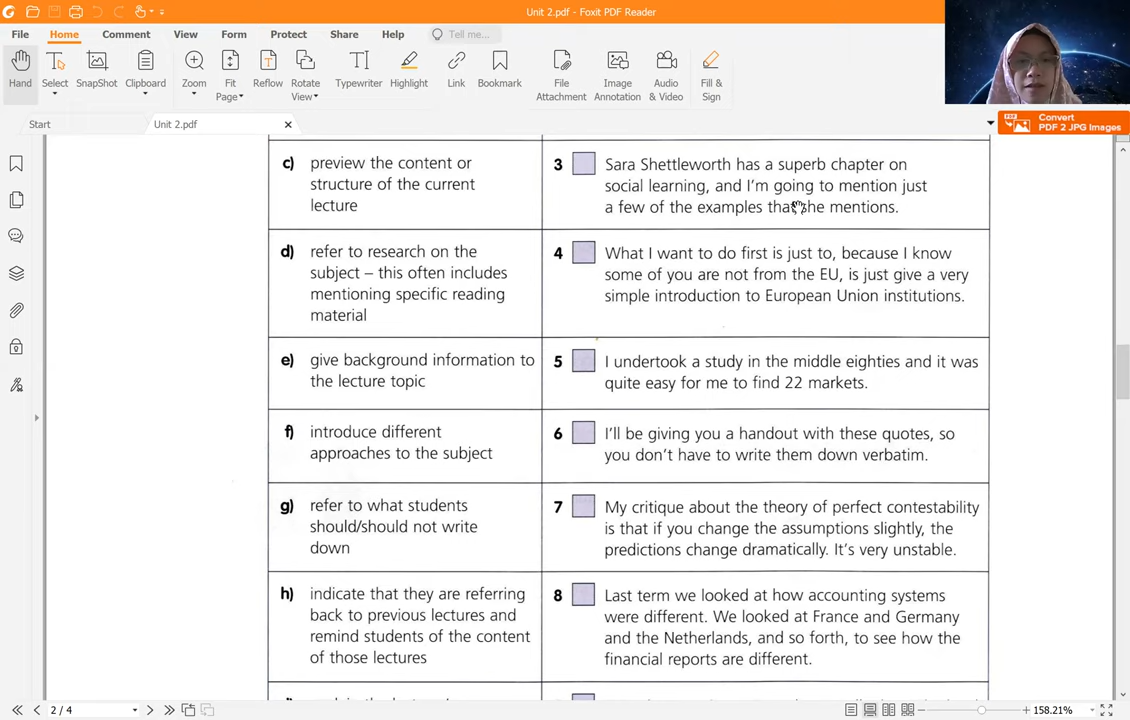 Unit 2.pdf - Foxit PDF Reader
File Home Comment View Form Protect Share Help Tell me...
Hand Select SnapShot Clipboard Zoom Fit Page Reflow Rotate View Typewriter Highlight Link Bookmark File Attachment Image Annotation Audio & Video Fill & Sign
Start Unit 2.pdf
Convert
PDF 2 JPG Images
c) preview the content or
structure of the current
lecture
3 Sara Shettleworth has a superb chapter on
social learning, and I'm going to mention just
a few of the examples that she mentions.
d) refer to research on the
subject – this often includes
mentioning specific reading
material
4 What I want to do first is just to, because I know
some of you are not from the EU, is just give a very
simple introduction to European Union institutions.
e) give background information to
the lecture topic
5 I undertook a study in the middle eighties and it was
quite easy for me to find 22 markets.
f) introduce different
approaches to the subject
6 I'll be giving you a handout with these quotes, so
you don't have to write them down verbatim.
g) refer to what students
should/should not write
down
7 My critique about the theory of perfect contestability
is that if you change the assumptions slightly, the
predictions change dramatically. It's very unstable.
h) indicate that they are referring
back to previous lectures and
remind students of the content
of those lectures
8 Last term we looked at how accounting systems
were different. We looked at France and Germany
and the Netherlands, and so forth, to see how the
financial reports are different.
2 / 4
158.21%